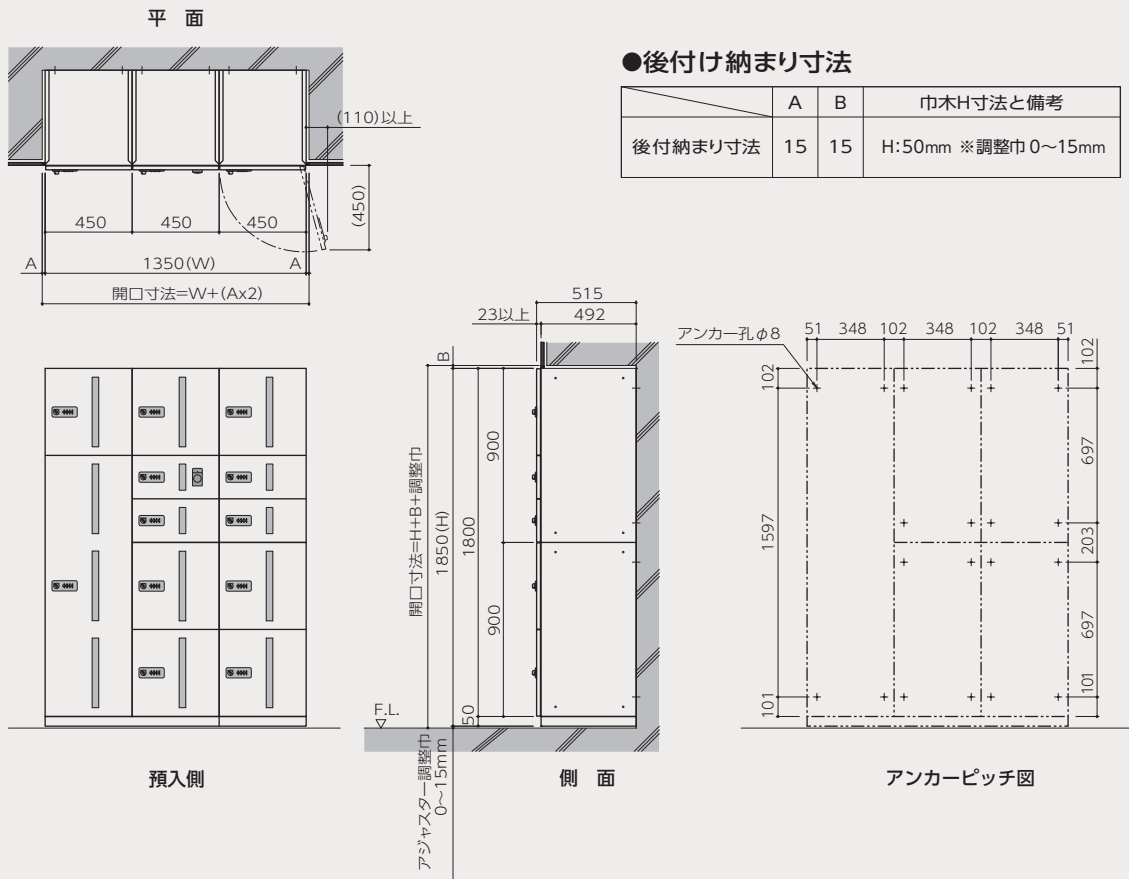 平 面
(110)以上
(450)
450 450 450
A 1350(W) A
開口寸法=W+(Ax2)
●後付け納まり寸法
A B 巾木H寸法と備考
後付納まり寸法 15 15 H:50mm ※調整巾 0~15mm
預入側
515
23以上 492
B
開口寸法=H+B+調整巾
1850(H)
1800
900
900
50
F.L.
アジャスター調整巾
0~15mm
側 面
アンカー孔φ8
51 348 102 348 102 348 51
102
102
697
1597
203
697
101
101
アンカーピッチ図